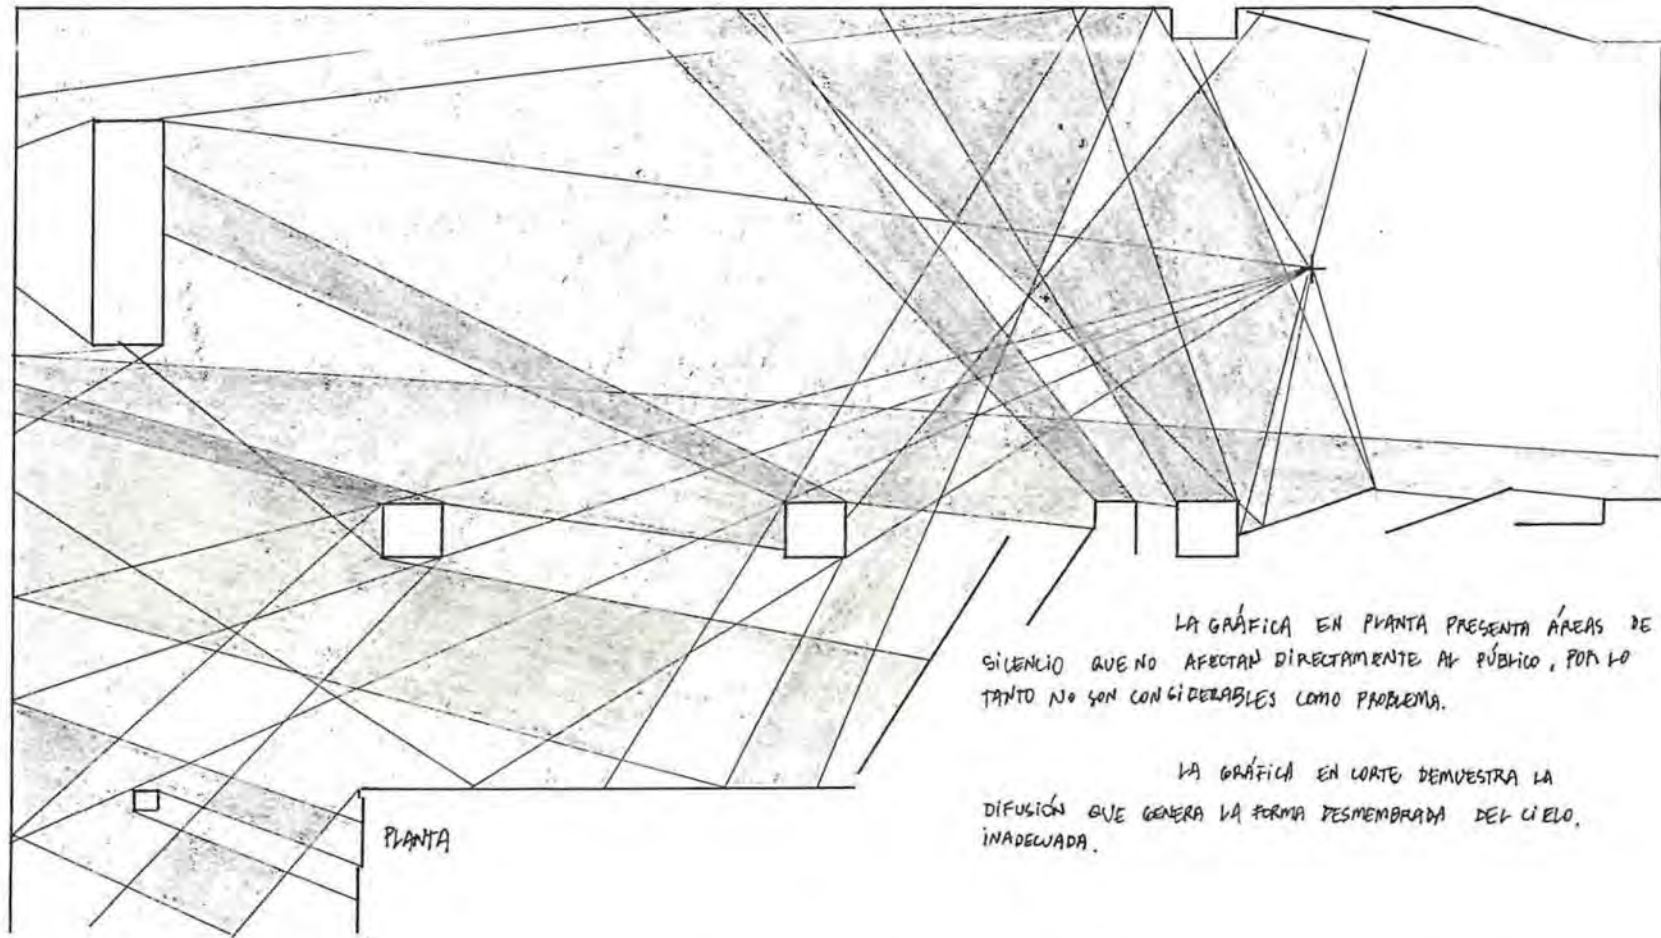 LA GRÁFICA EN PLANTA PRESENTA ÁREAS DE
SILENCIO QUE NO AFECTAN DIRECTAMENTE AL PÚBLICO, POR LO
TANTO NO SON CONSIDERABLES COMO PROBLEMA.
LA GRÁFICA EN CORTE DEMUESTRA LA
DIFUSIÓN QUE GENERA LA FORMA DESMEMBRADA DEL CIELO.
INADECUADA.
PLANTA